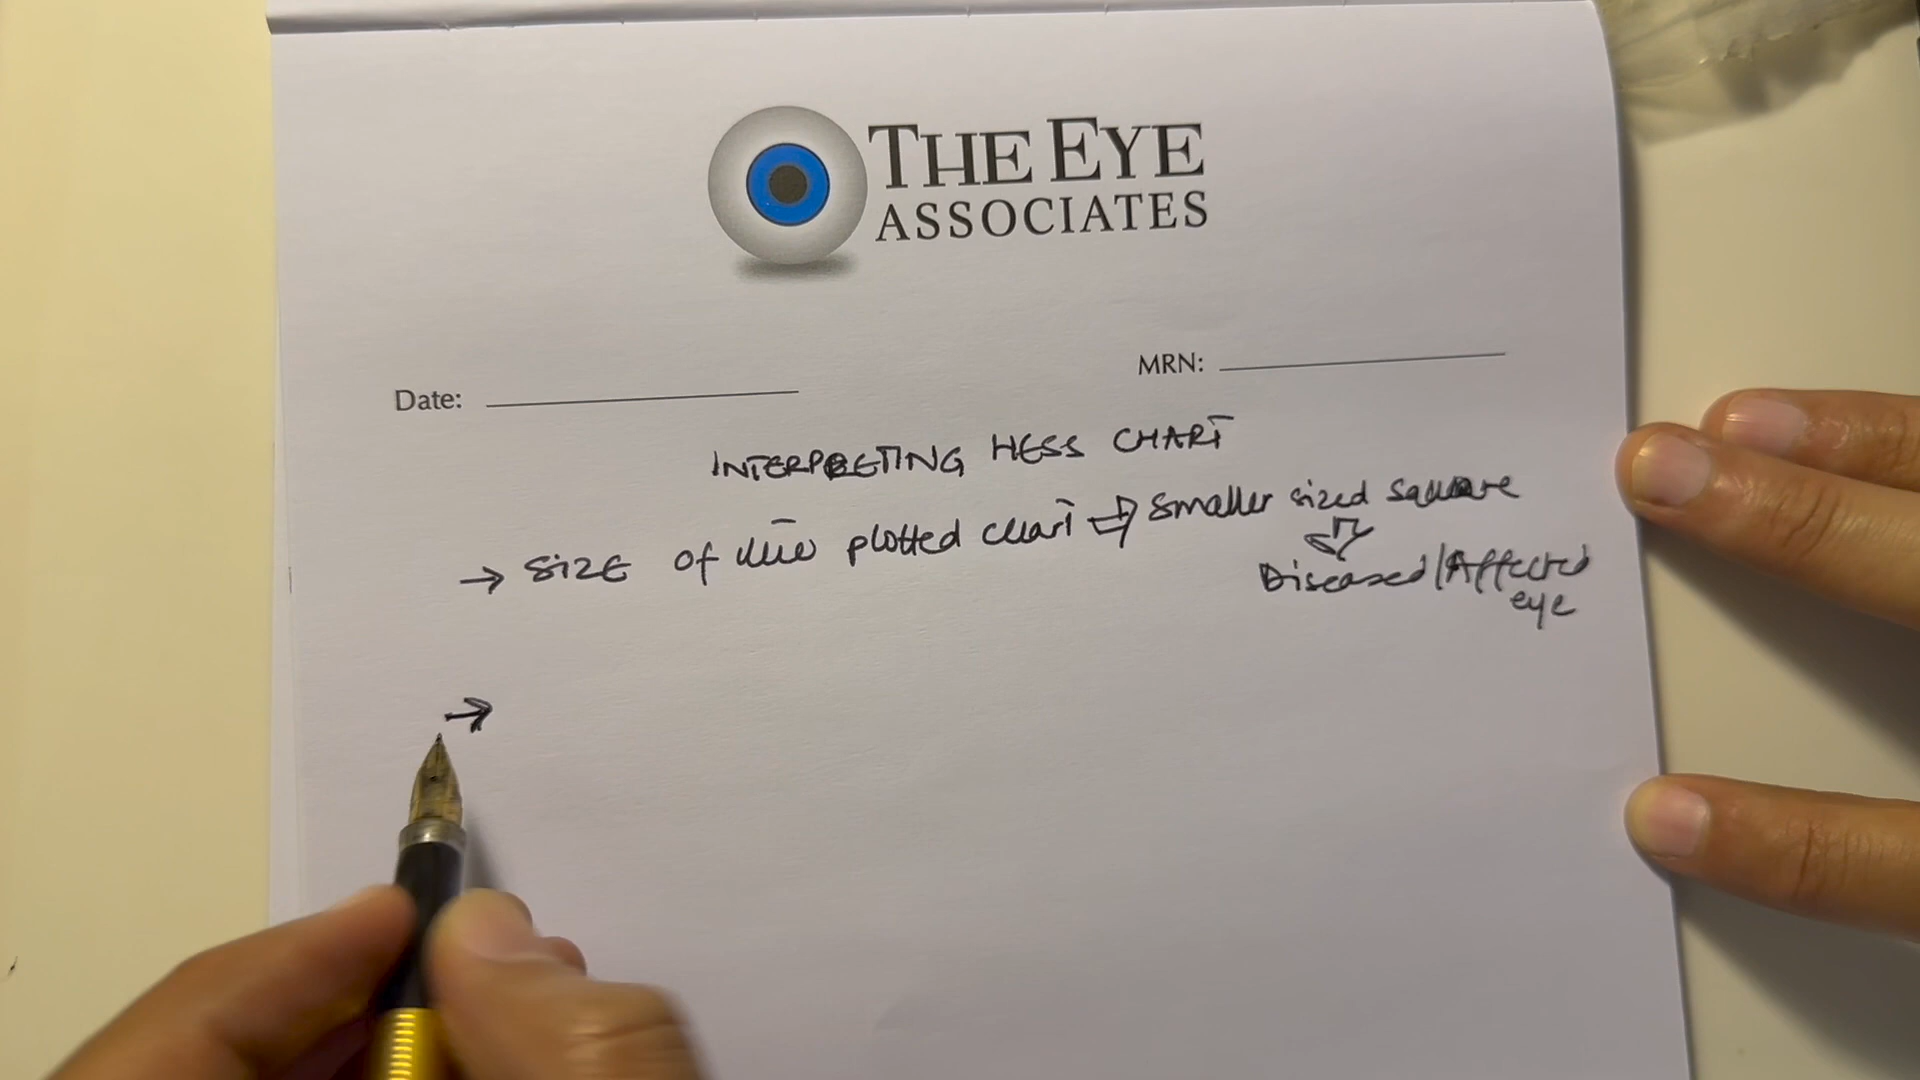 THE EYE
ASSOCIATES
MRN:
Date:
INTERPRETING HESS CHART
→ SIZE of the plotted chart ⇒ smaller sized square
Diseased/Affected
eye
→